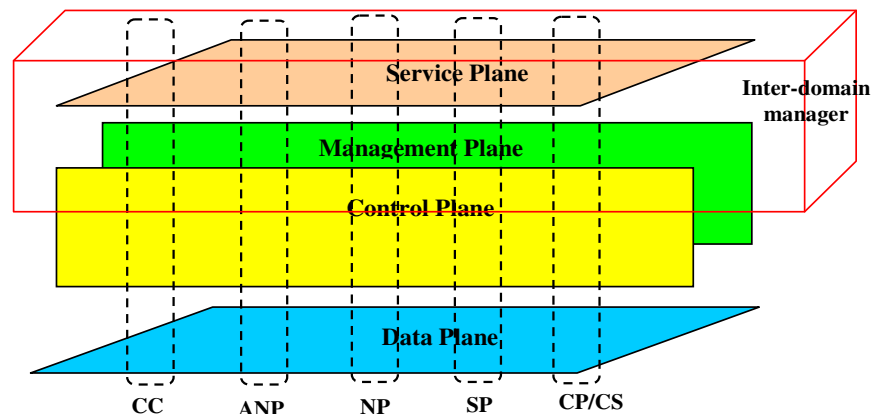 Service Plane
Inter-domain
manager
Management Plane
Control Plane
Data Plane
CC
ANP
NP
SP
CP/CS